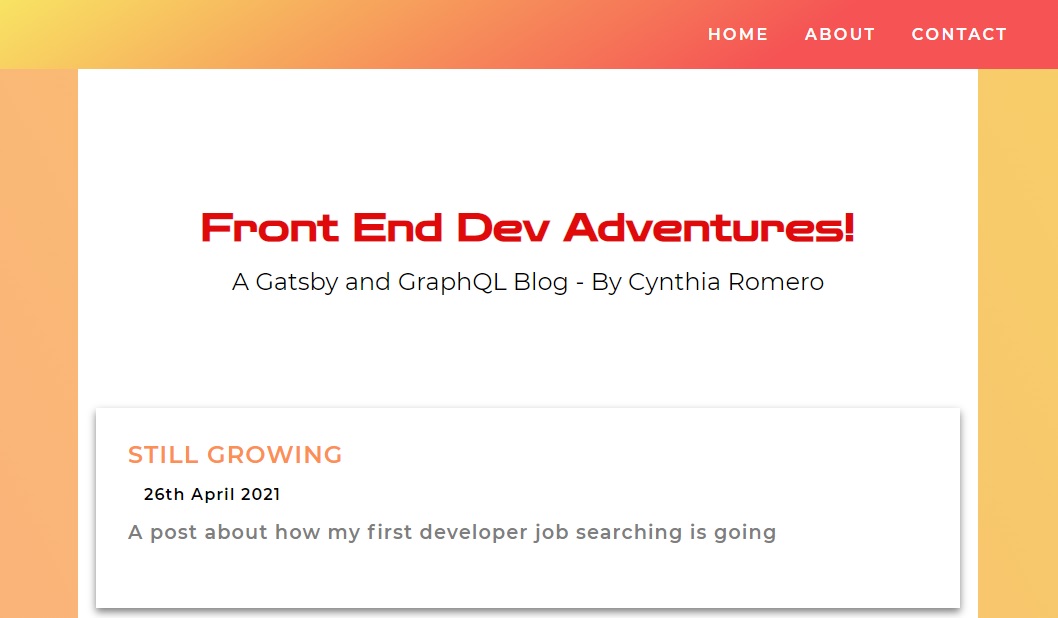 HOME ABOUT CONTACT
Front End Dev Adventures!
A Gatsby and GraphQL Blog - By Cynthia Romero
STILL GROWING
26th April 2021
A post about how my first developer job searching is going